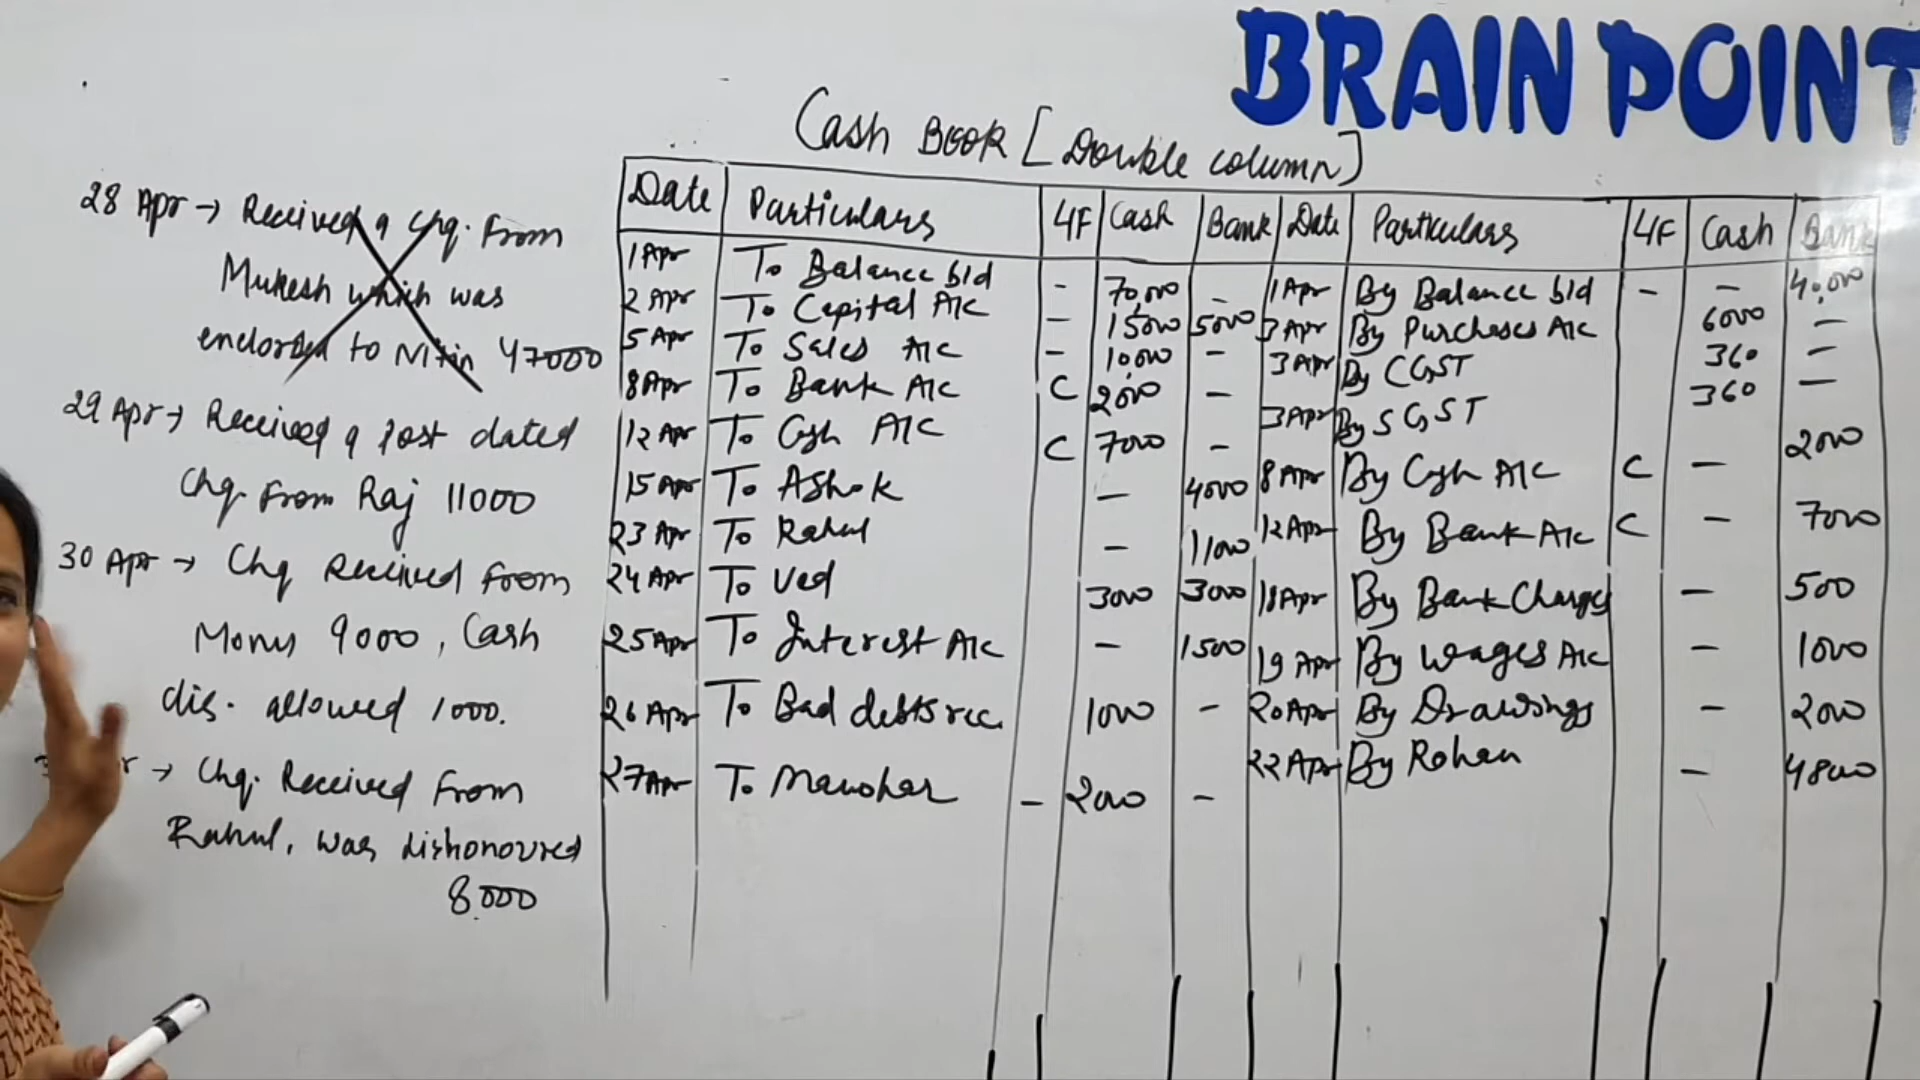 BRAIN POINT
Cash Book [Double column]
28 Apr → Received a Chq. From
Mukesh which was
endorsed to Nitin 47000
29 Apr → Received a Post dated
Chq. From Raj 11000
30 Apr → Chq Received From
Monu 9000, Cash
dis. allowed 1000.
→ Chq. Received From
Rahul, was dishonoured
8000
Date Particulars LF Cash Bank Date Particulars LF Cash Bank
1 Apr To Balance b/d - 70,000 - 1 Apr By Balance b/d - - 40,000
2 Apr To Capital A/c - 15000 5000 3 Apr By Purchases A/c 6000 -
5 Apr To Sales A/c - 10,000 - 3 Apr By CGST 360 -
8 Apr To Bank A/c C 2000 - 3 Apr By SGST 360 -
12 Apr To Cash A/c C 7000 - 8 Apr By Cash A/c C - 2000
15 Apr To Ashok - 4000 12 Apr By Bank A/c C - 7000
23 Apr To Rahul - 11000 18 Apr By Bank Charges - 500
24 Apr To Ved 3000 3000 19 Apr By Wages A/c - 1000
25 Apr To Interest A/c - 1500 20 Apr By Drawings - 2000
26 Apr To Bad debts rec. 1000 - 22 Apr By Rohan - 4800
27 Apr To Manohar - 2000 -